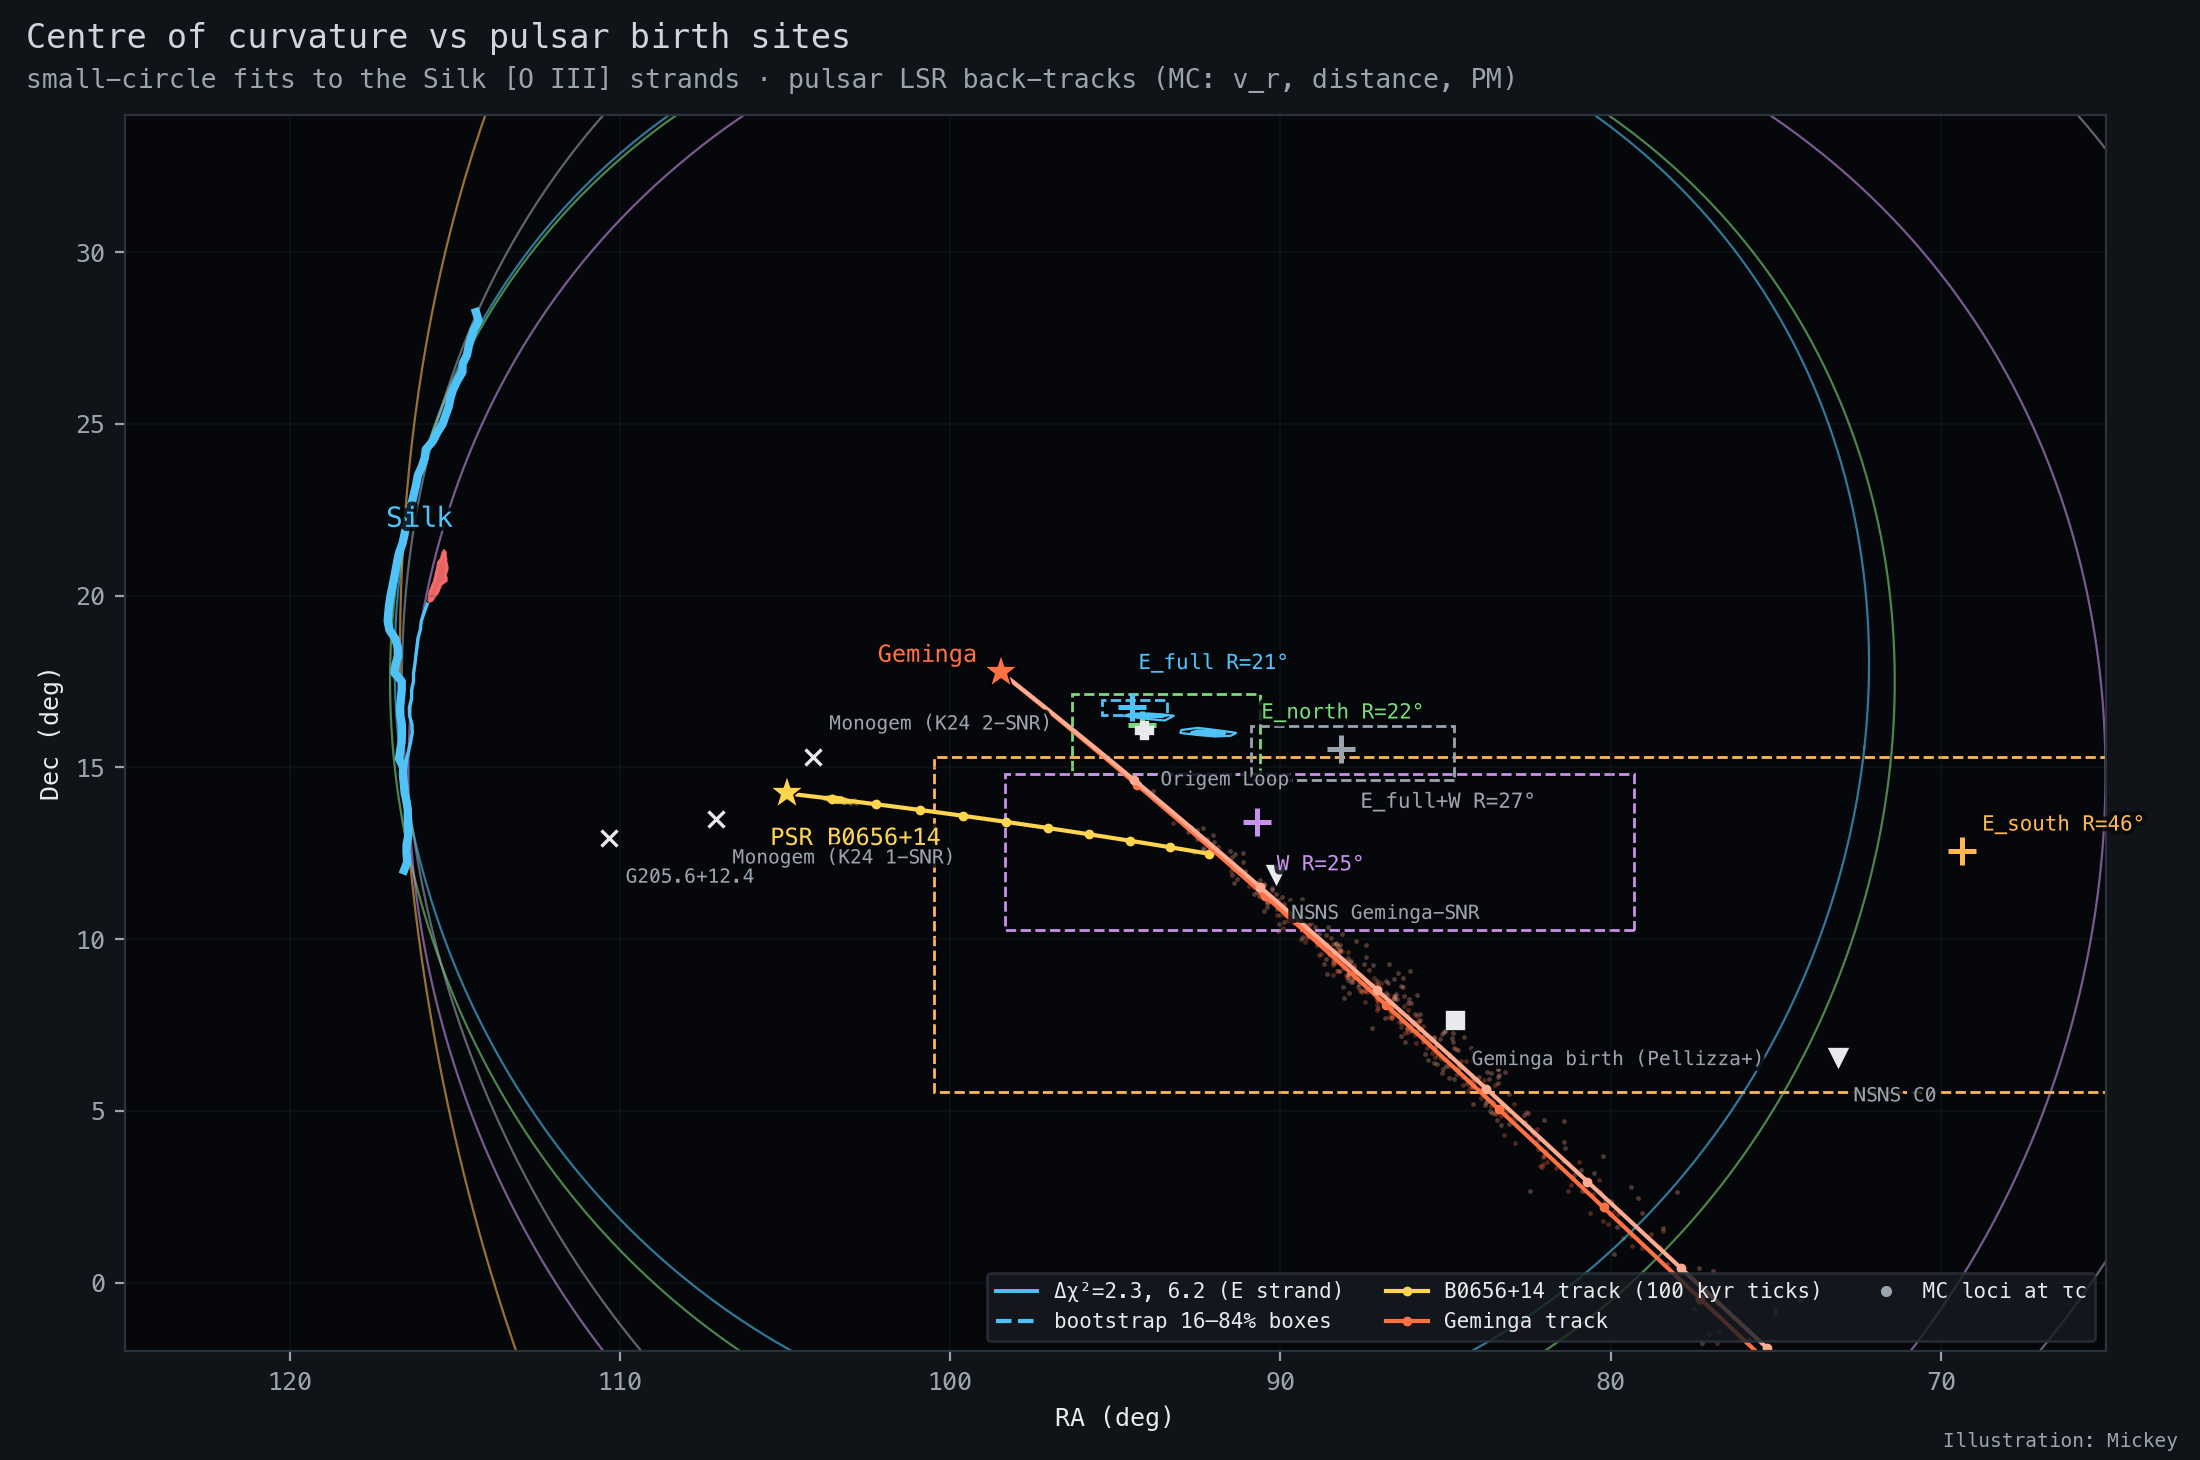 Centre of curvature vs pulsar birth sites
small−circle fits to the Silk [O III] strands · pulsar LSR back−tracks (MC: v_r, distance, PM)
30
25
20
15
10
5
0
Dec (deg)
Silk
Geminga
E_full R=21°
Monogem (K24 2−SNR)
E_north R=22°
Origem Loop
E_full+W R=27°
E_south R=46°
PSR B0656+14
Monogem (K24 1−SNR)
W R=25°
G205.6+12.4
NSNS Geminga−SNR
Geminga birth (Pellizza+)
NSNS C0
Δχ²=2.3, 6.2 (E strand)
bootstrap 16–84% boxes
B0656+14 track (100 kyr ticks)
Geminga track
MC loci at τc
120 110 100 90 80 70
RA (deg)
Illustration: Mickey